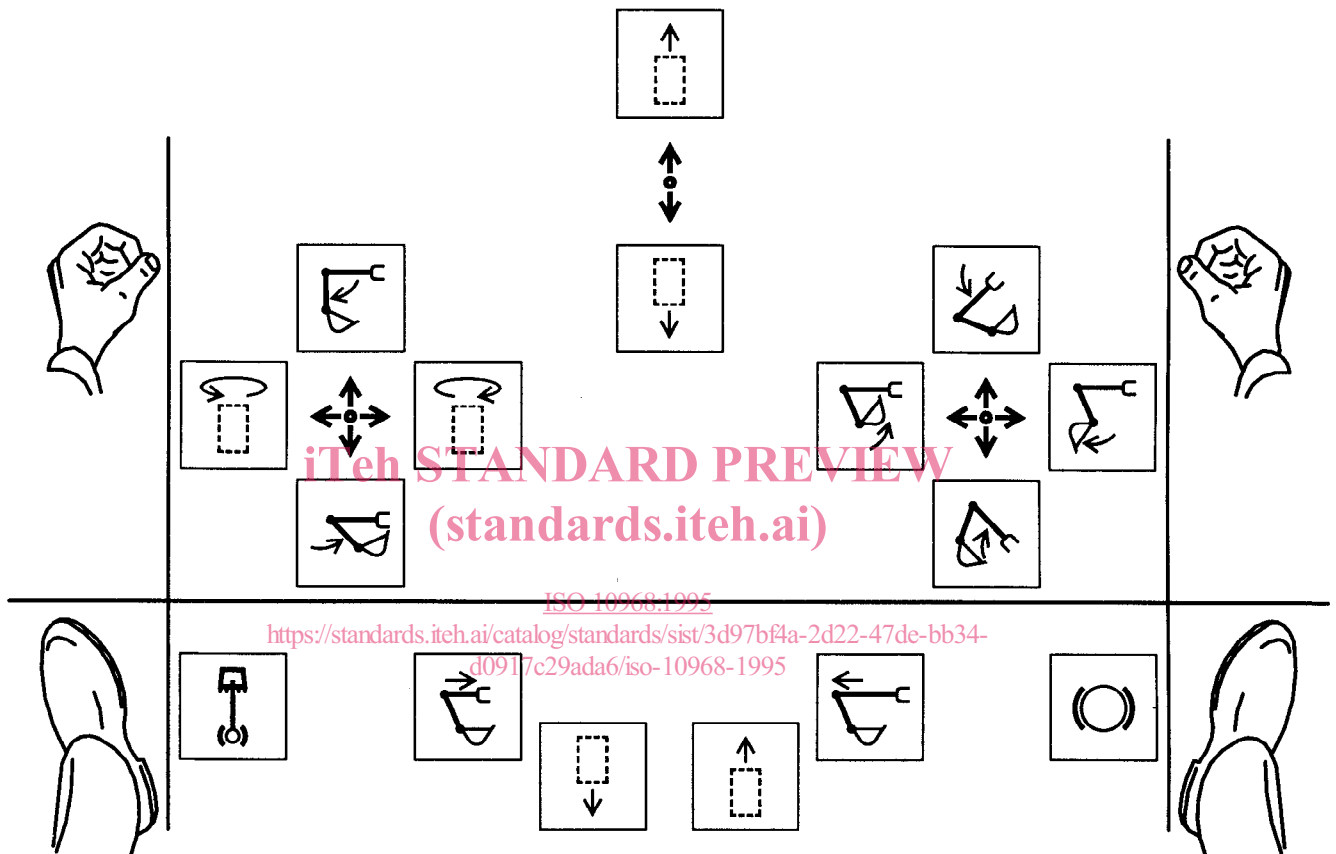 iTeh STANDARD PREVIEW
(standards.iteh.ai)
ISO 10968:1995
https://standards.iteh.ai/catalog/standards/sist/3d97bf4a-2d22-47de-bb34-
d0917c29ada6/iso-10968-1995